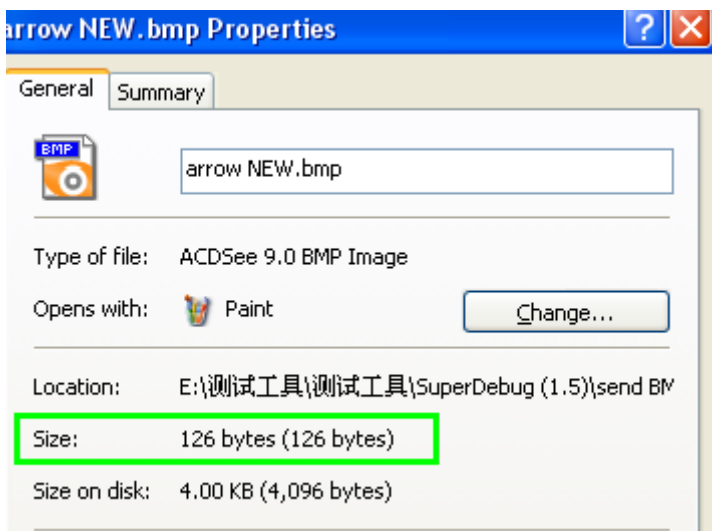 arrow NEW.bmp Properties
General Summary
BMP
arrow NEW.bmp
Type of file: ACDSee 9.0 BMP Image
Opens with: Paint Change...
Location: E:\测试工具\测试工具\SuperDebug (1.5)\send BM
Size: 126 bytes (126 bytes)
Size on disk: 4.00 KB (4,096 bytes)